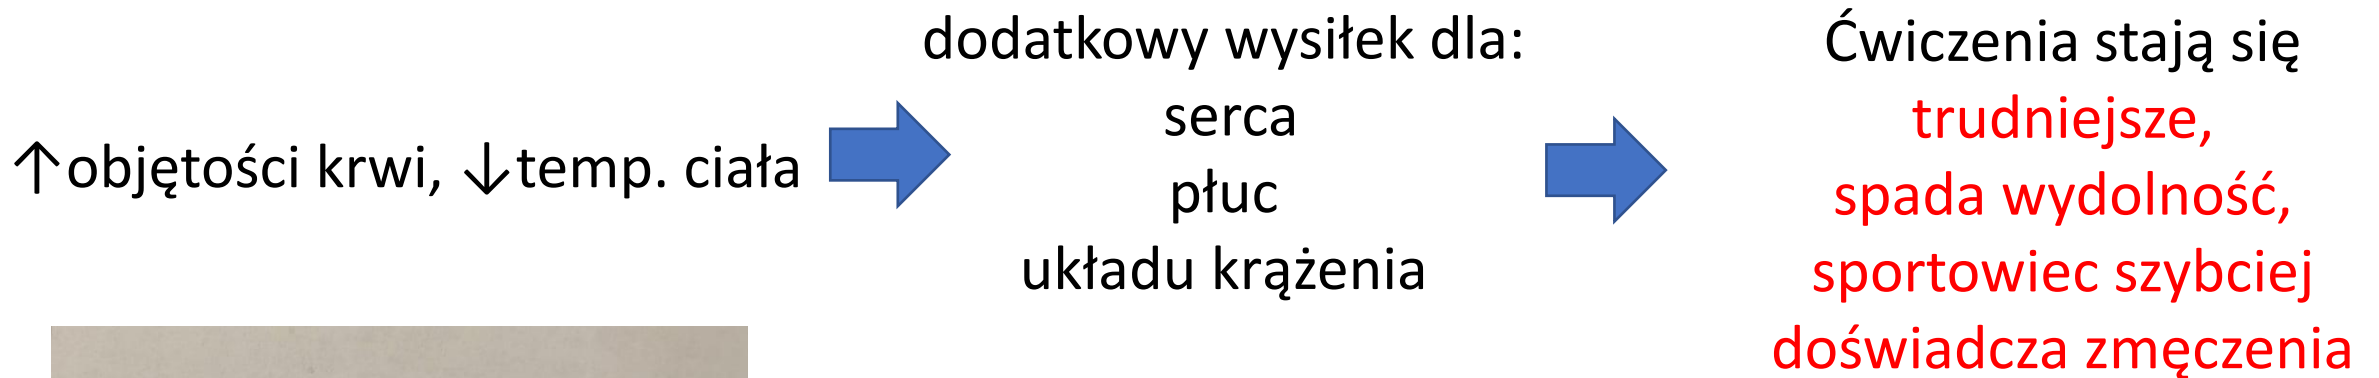 ↑objętości krwi, ↓temp. ciała
dodatkowy wysiłek dla:
serca
płuc
układu krążenia
Ćwiczenia stają się
trudniejsze,
spada wydolność,
sportowiec szybciej
doświadcza zmęczenia